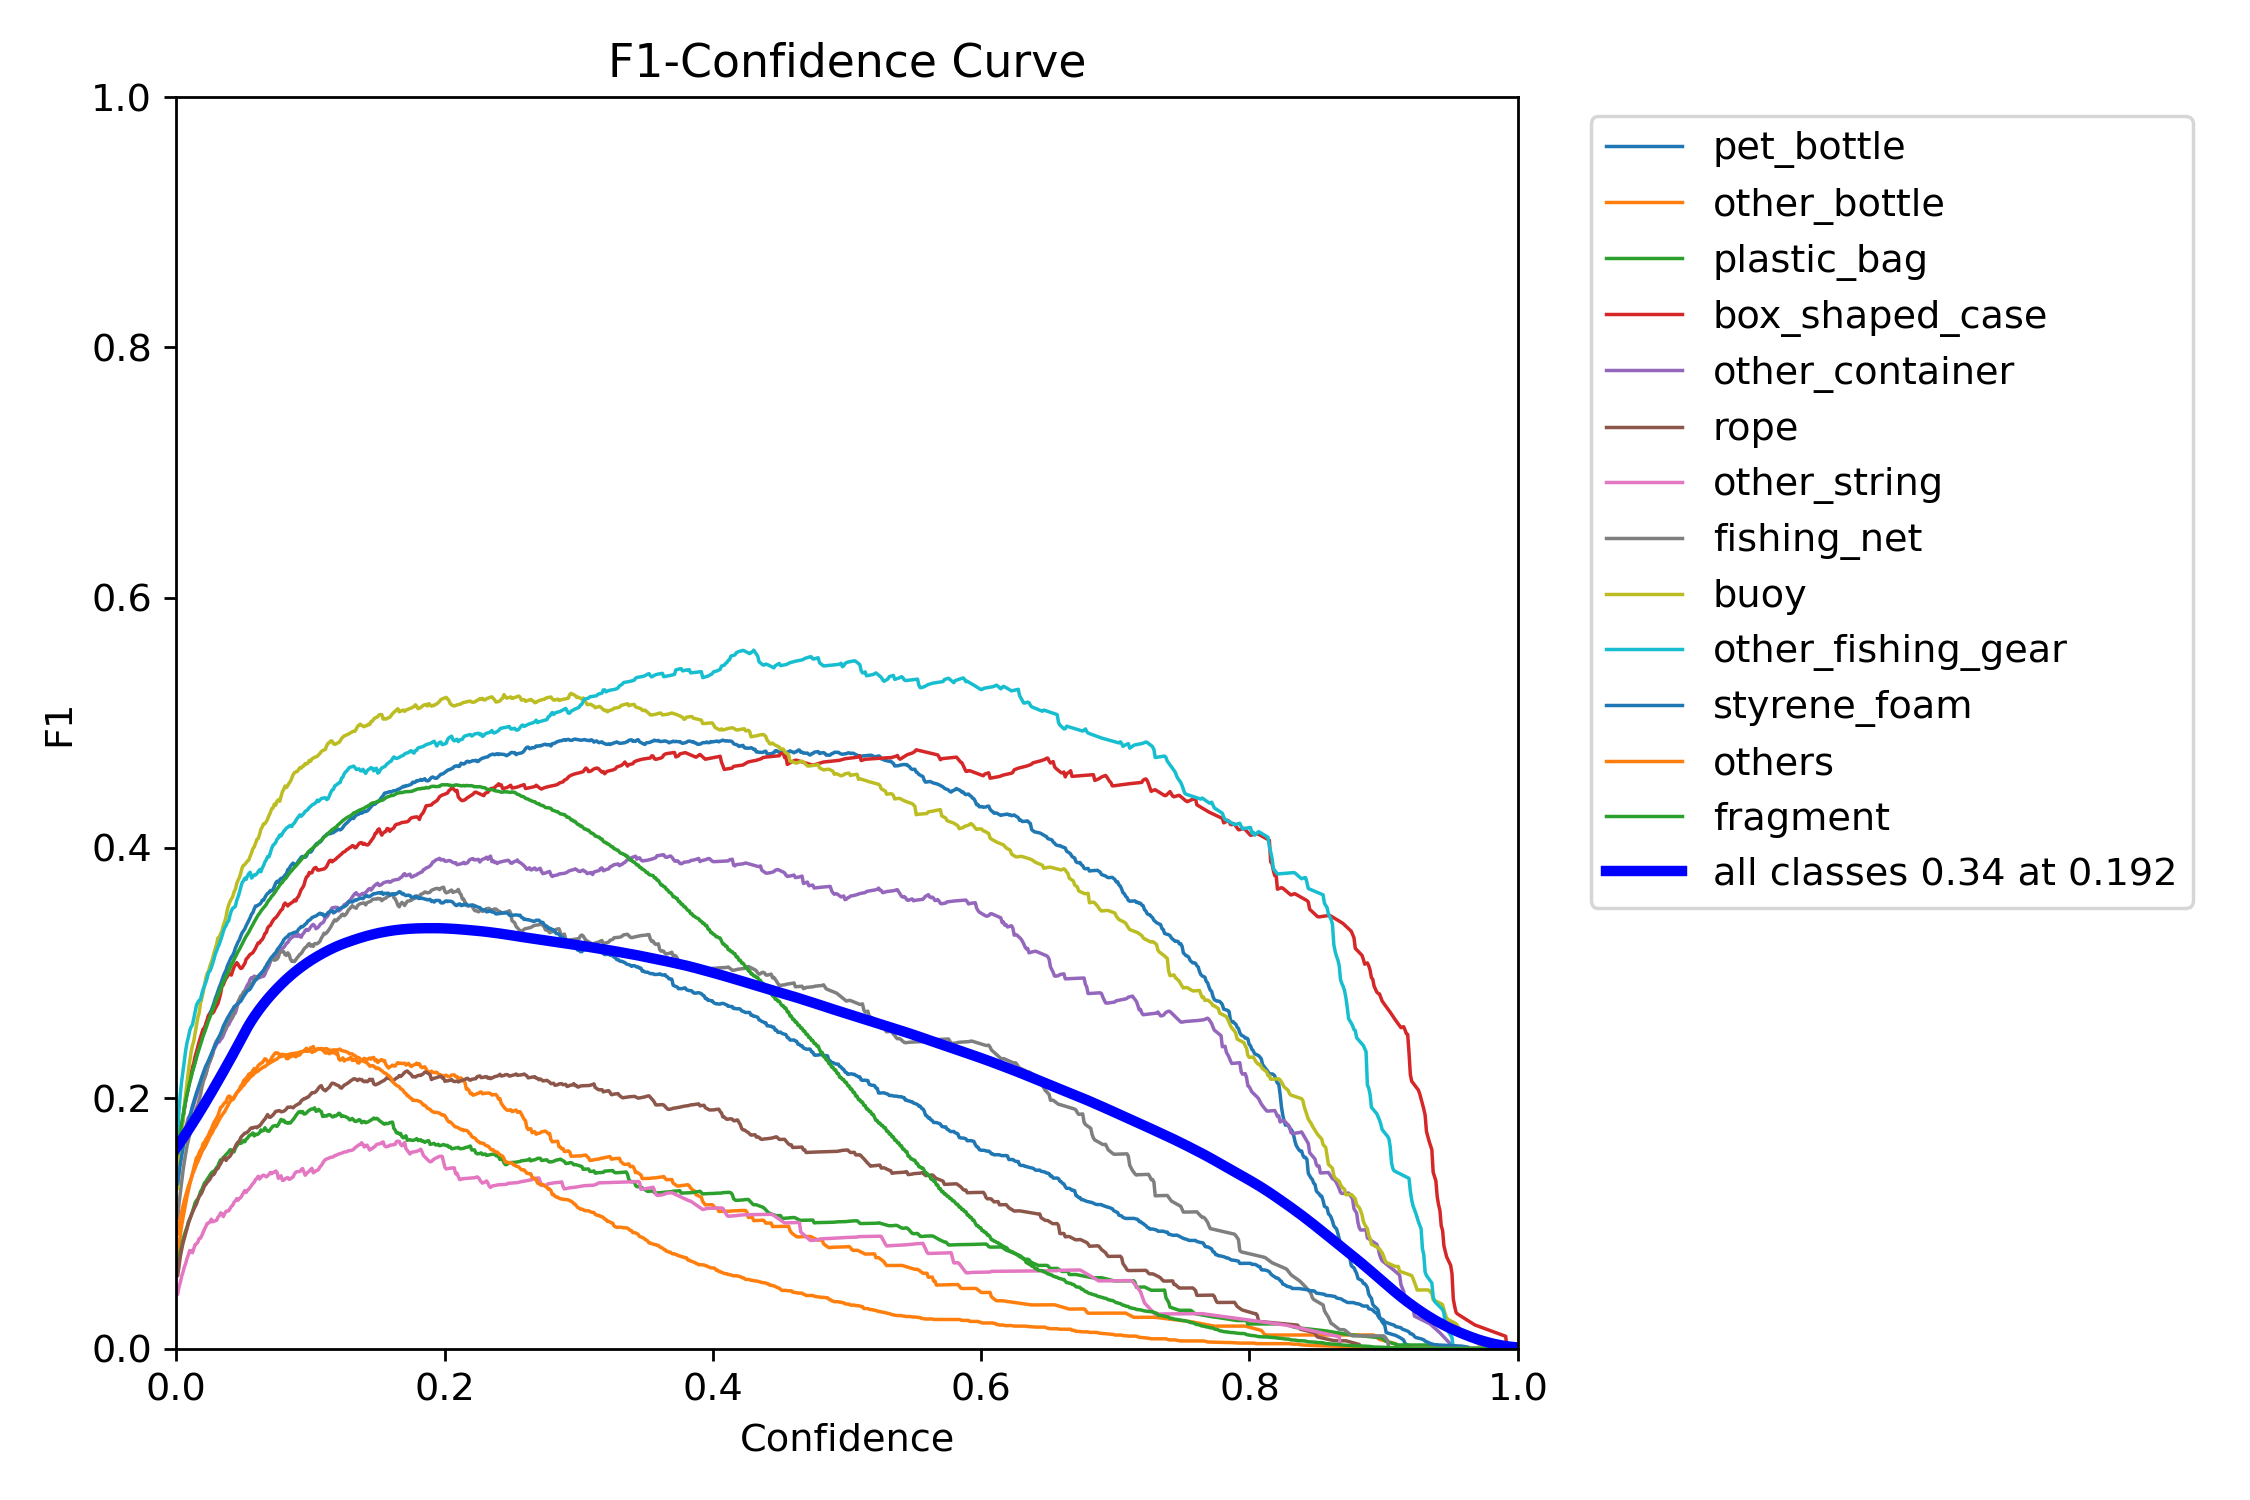 F1-Confidence Curve
1.0
0.8
0.6
0.4
0.2
0.0
F1
0.0 0.2 0.4 0.6 0.8 1.0
Confidence
pet_bottle
other_bottle
plastic_bag
box_shaped_case
other_container
rope
other_string
fishing_net
buoy
other_fishing_gear
styrene_foam
others
fragment
all classes 0.34 at 0.192